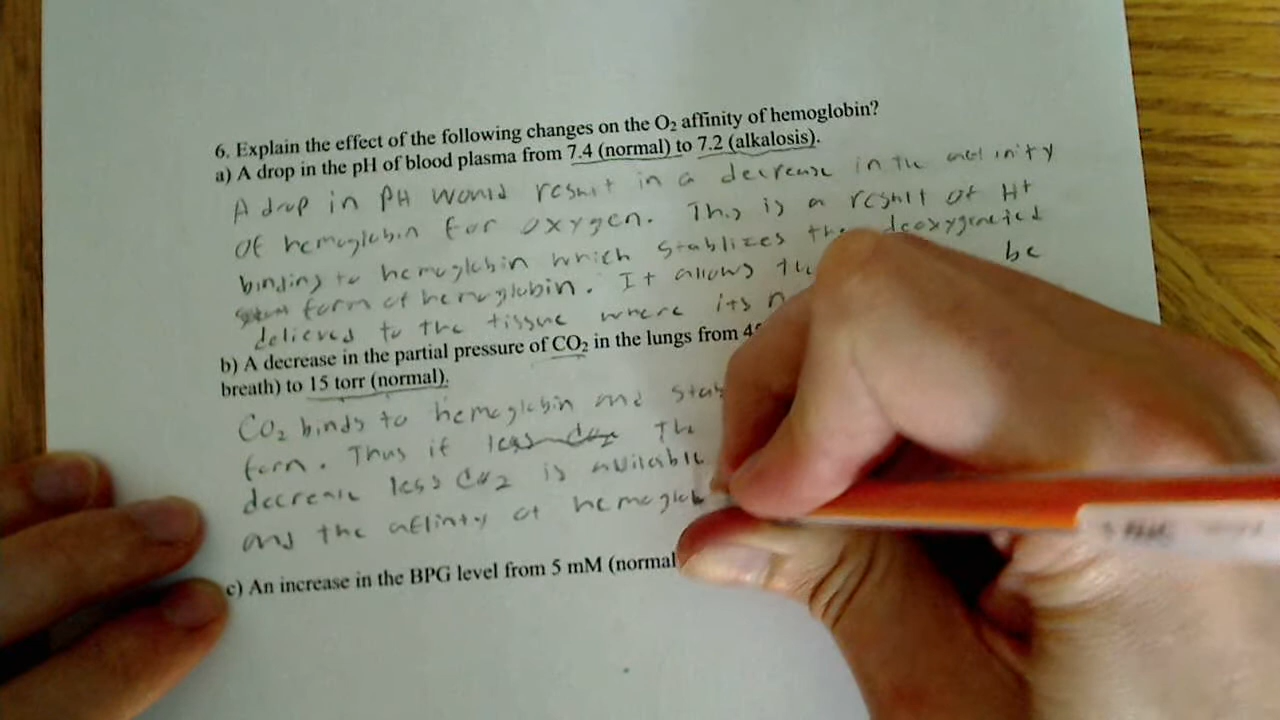 6. Explain the effect of the following changes on the O₂ affinity of hemoglobin?
a) A drop in the pH of blood plasma from 7.4 (normal) to 7.2 (alkalosis).
A drop in PH would result in a decrease in the
of hemoglobin for oxygen. This is a result of H+
binding to hemoglobin which stablizes the deoxygenated
form of hemoglobin. It allows be
to the tissue where its
b) A decrease in the partial pressure of CO₂ in the lungs from
breath) to 15 torr (normal).
CO₂ binds to hemoglobin and
form. Thus if less The
decrease less CO2 is
and the of
c) An increase in the BPG level from 5 mM (normal